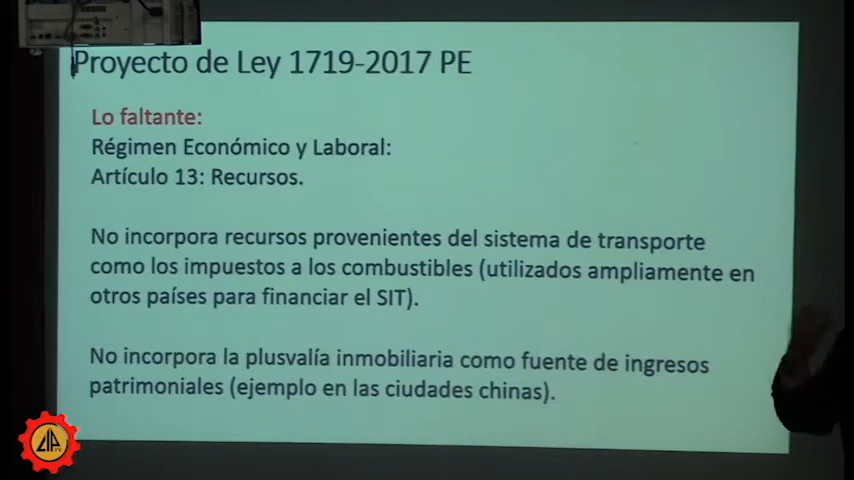 Proyecto de Ley 1719-2017 PE
Lo faltante:
Régimen Económico y Laboral:
Artículo 13: Recursos.
No incorpora recursos provenientes del sistema de transporte
como los impuestos a los combustibles (utilizados ampliamente en
otros países para financiar el SIT).
No incorpora la plusvalía inmobiliaria como fuente de ingresos
patrimoniales (ejemplo en las ciudades chinas).